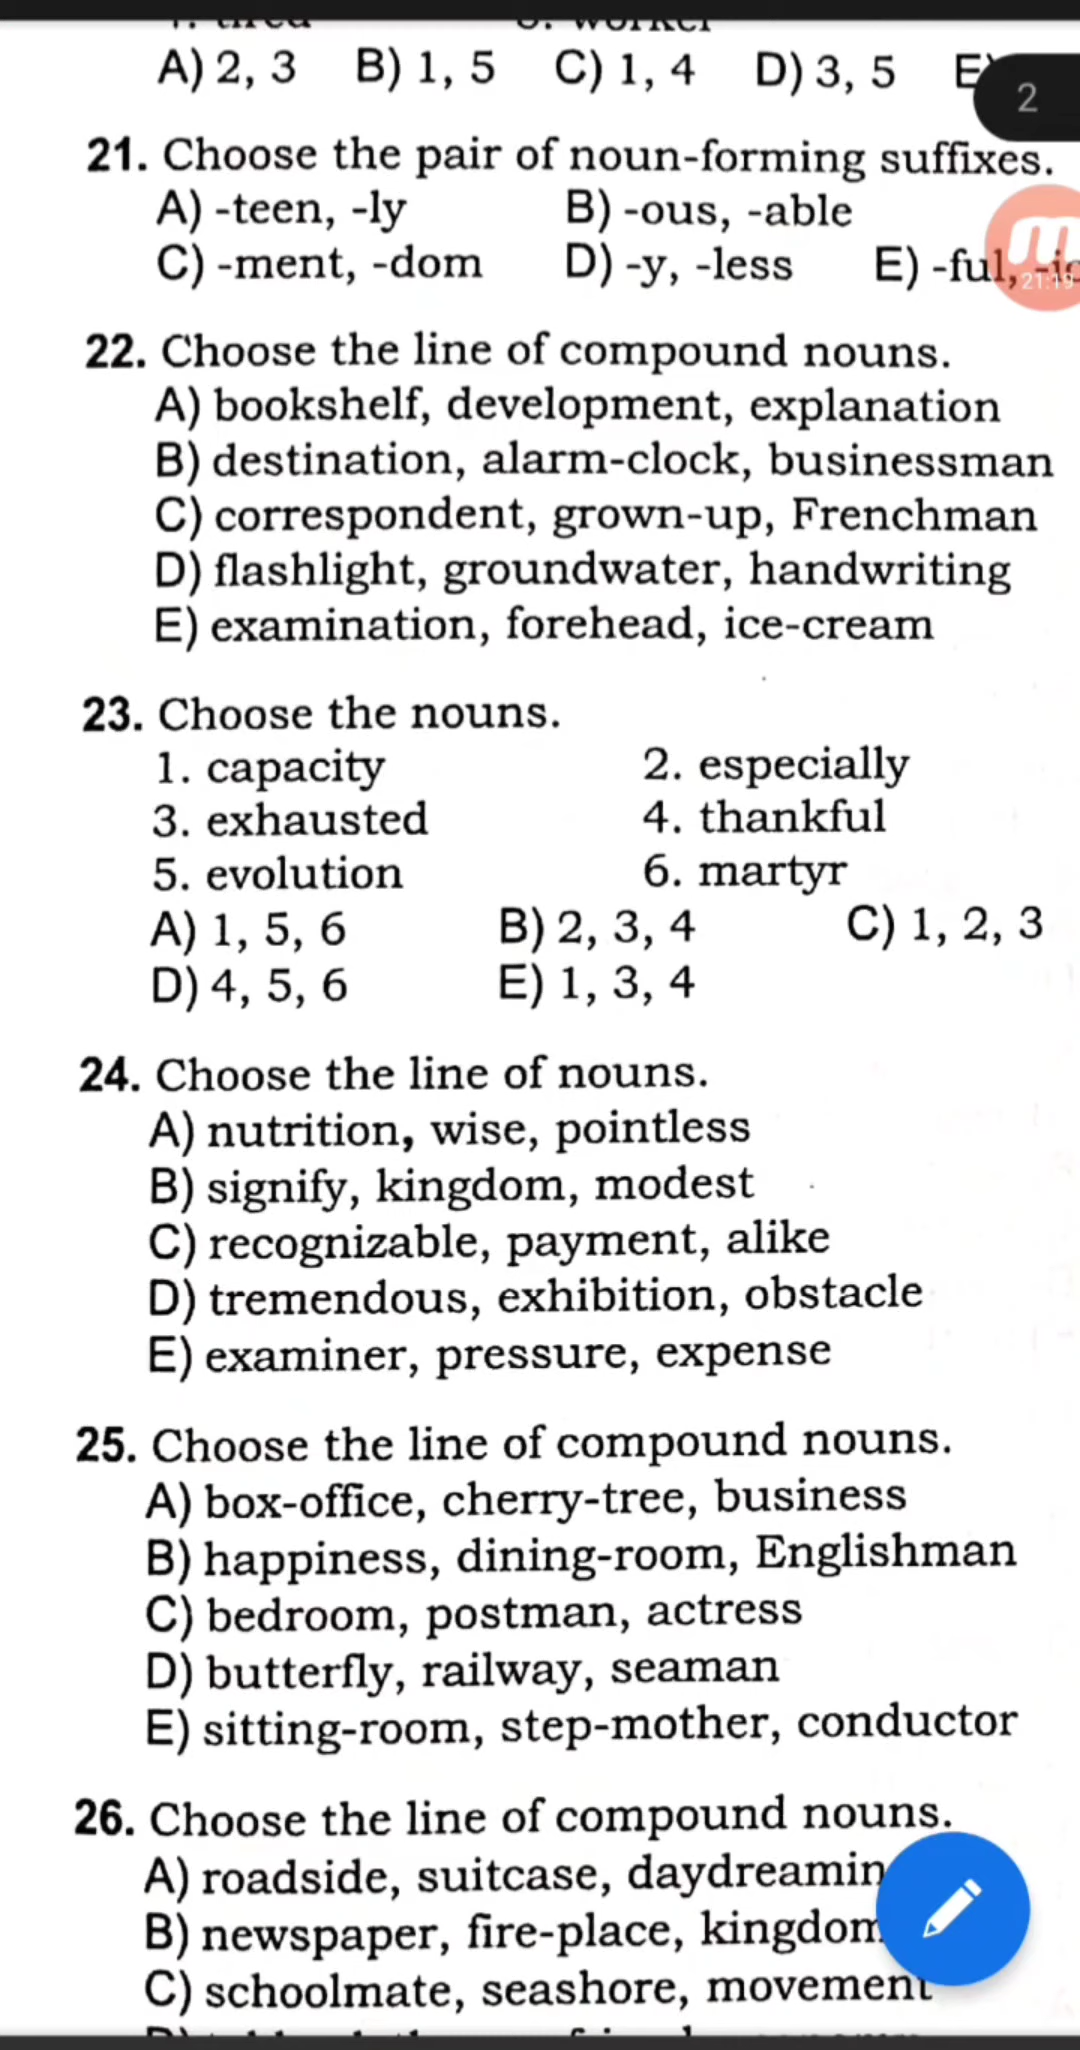 A) 2, 3 B) 1, 5 C) 1, 4 D) 3, 5
2
21. Choose the pair of noun-forming suffixes.
A) -teen, -ly B) -ous, -able
C) -ment, -dom D) -y, -less E) -ful,
21:19
22. Choose the line of compound nouns.
A) bookshelf, development, explanation
B) destination, alarm-clock, businessman
C) correspondent, grown-up, Frenchman
D) flashlight, groundwater, handwriting
E) examination, forehead, ice-cream
23. Choose the nouns.
1. capacity 2. especially
3. exhausted 4. thankful
5. evolution 6. martyr
A) 1, 5, 6 B) 2, 3, 4 C) 1, 2, 3
D) 4, 5, 6 E) 1, 3, 4
24. Choose the line of nouns.
A) nutrition, wise, pointless
B) signify, kingdom, modest
C) recognizable, payment, alike
D) tremendous, exhibition, obstacle
E) examiner, pressure, expense
25. Choose the line of compound nouns.
A) box-office, cherry-tree, business
B) happiness, dining-room, Englishman
C) bedroom, postman, actress
D) butterfly, railway, seaman
E) sitting-room, step-mother, conductor
26. Choose the line of compound nouns.
A) roadside, suitcase, daydreamin
B) newspaper, fire-place, kingdom
C) schoolmate, seashore, movement